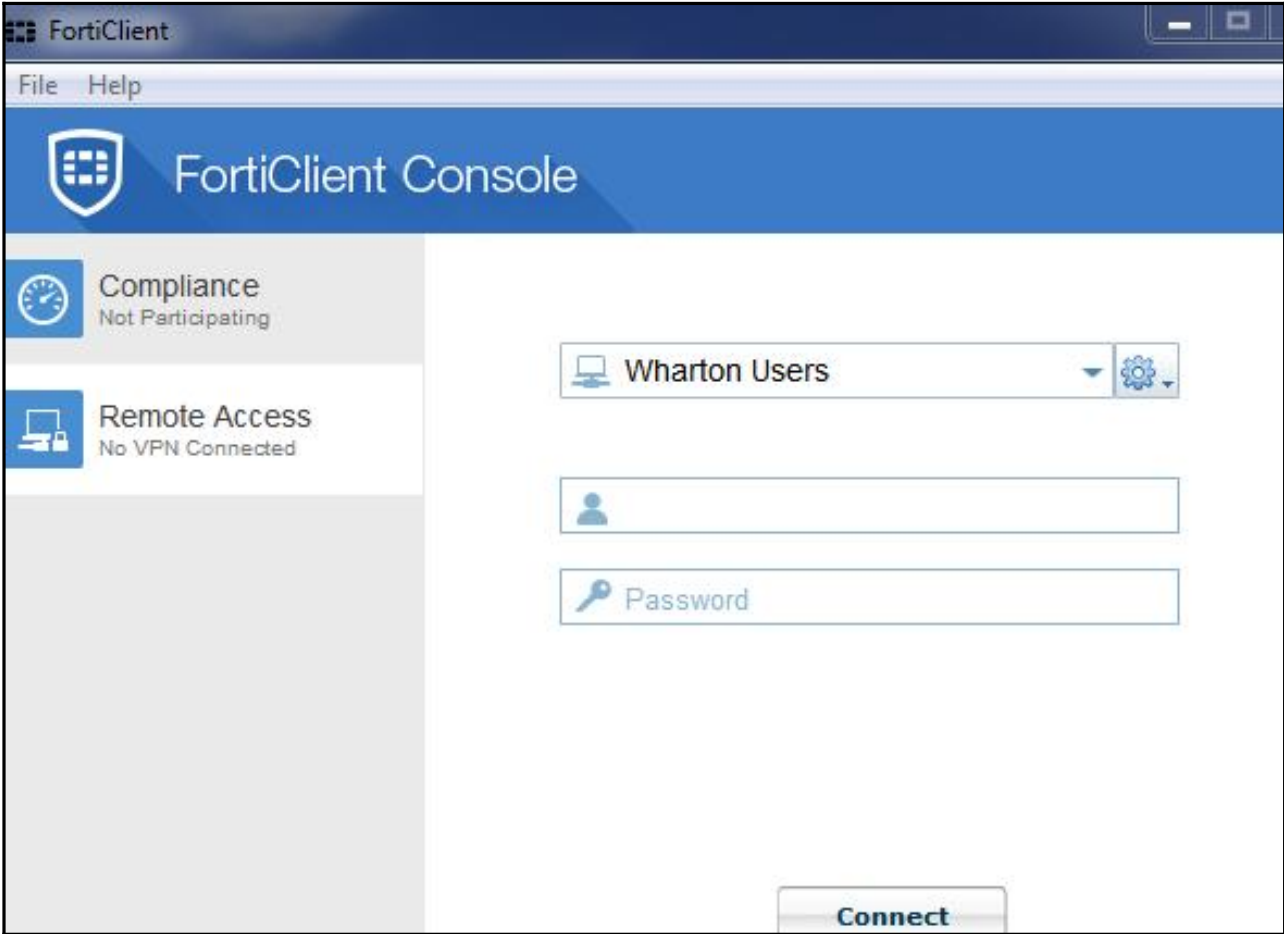 FortiClient
File Help
FortiClient Console
Compliance
Not Participating
Remote Access
No VPN Connected
Wharton Users
Password
Connect